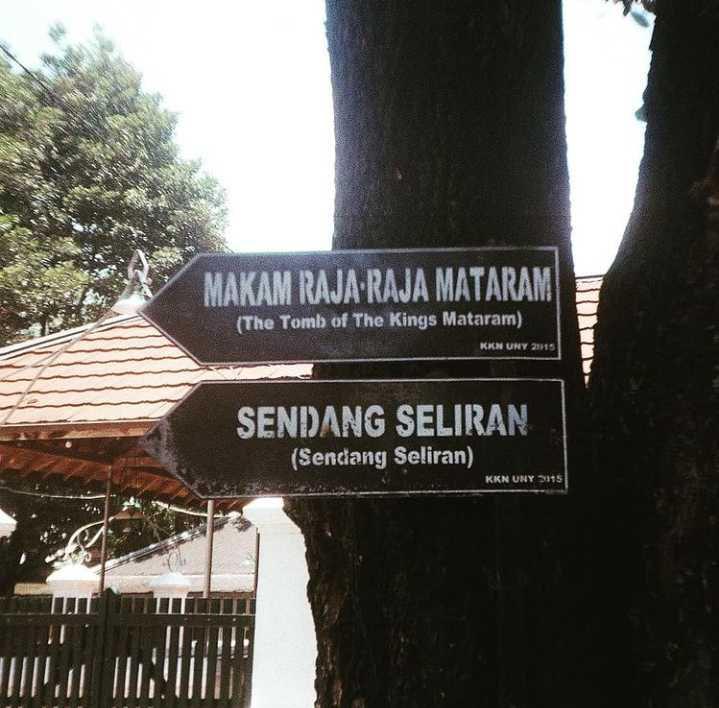 MAKAM RAJA-RAJA MATARAM
(The Tomb of The Kings Mataram)
KKN UNY 2015
SENDANG SELIRAN
(Sendang Seliran)
KKN UNY 2015